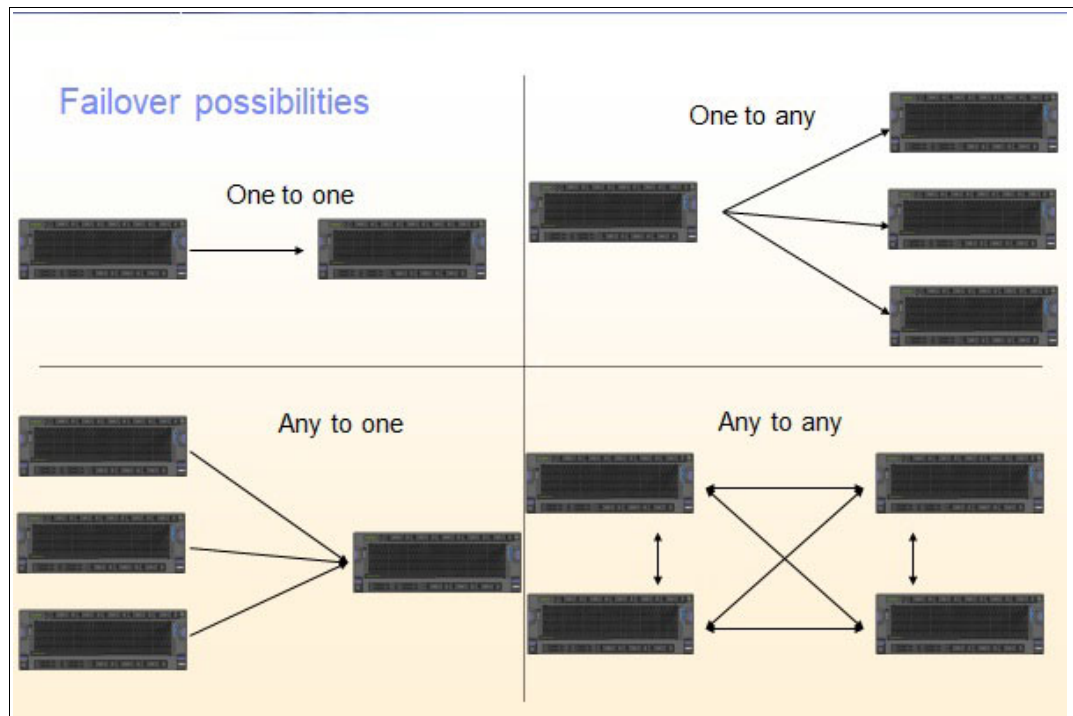 Failover possibilities
One to one
One to any
Any to one
Any to any